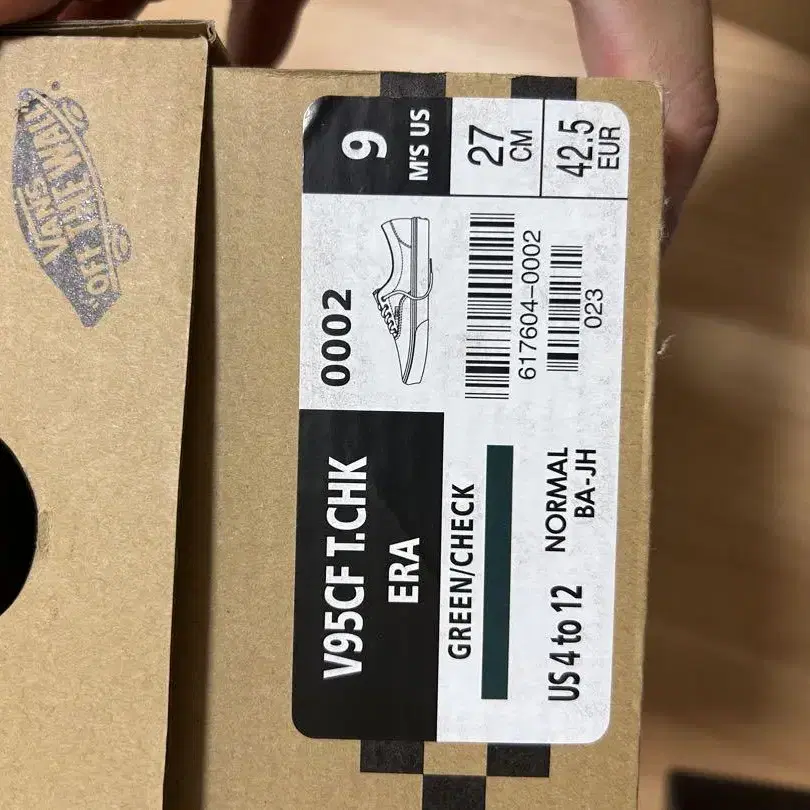 VANS
"OFF THE WALL"
9
M'S US
27
CM
42.5
EUR
0002
617604-0002
023
V95CF T.CHK
ERA
GREEN/CHECK
US 4 to 12
NORMAL
BA-JH